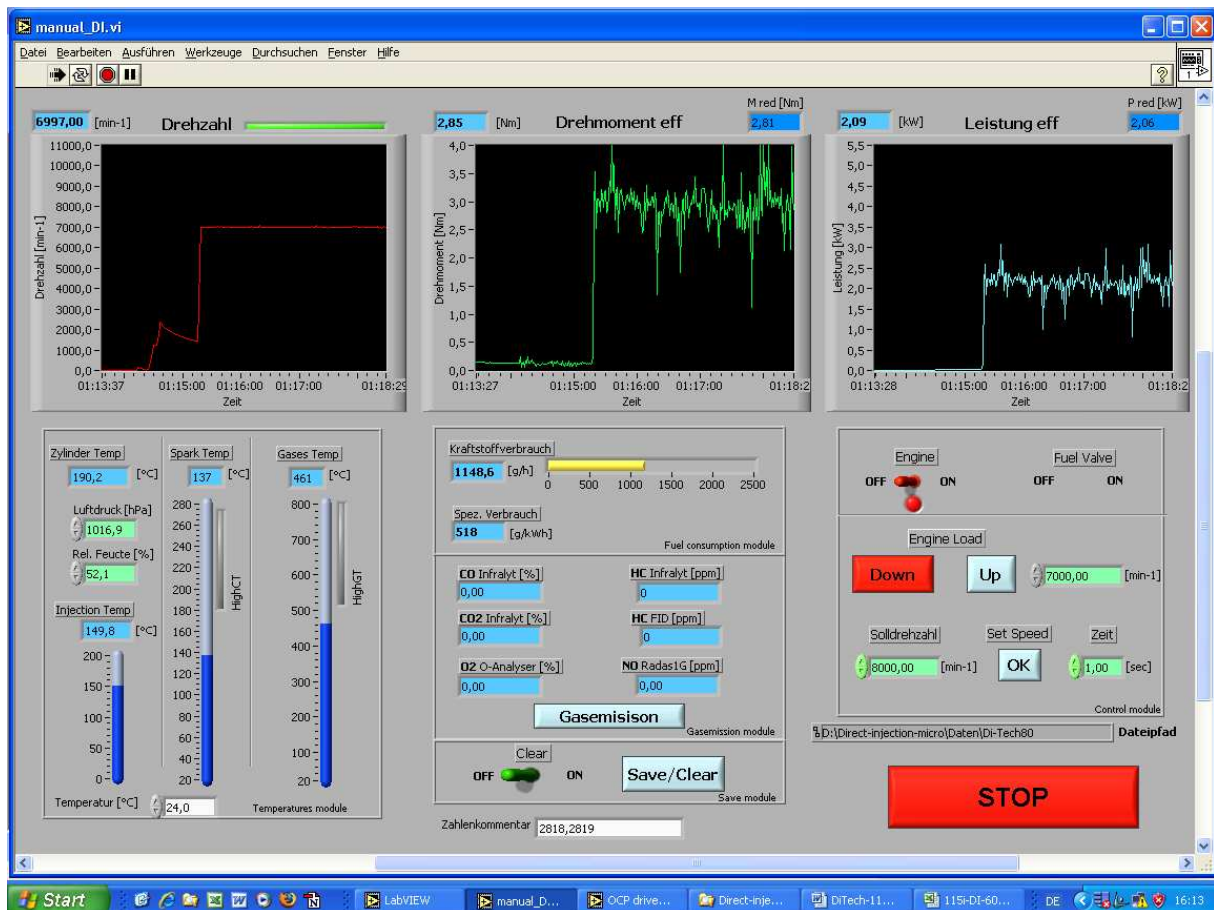 manual_DI.vi
Datei Bearbeiten Ausführen Werkzeuge Durchsuchen Fenster Hilfe
6997,00 [min-1] Drehzahl
11000,0
10000,0
9000,0
8000,0
7000,0
6000,0
5000,0
4000,0
3000,0
2000,0
1000,0
0,0
Drehzahl [min-1]
01:13:37 01:15:00 01:16:00 01:17:00 01:18:29
Zeit
2,85 [Nm] Drehmoment eff
M red [Nm]
2,81
4,0
3,5
3,0
2,5
2,0
1,5
1,0
0,5
0,0
Drehmoment [Nm]
01:13:27 01:15:00 01:16:00 01:17:00 01:18:2
Zeit
2,09 [kW] Leistung eff
P red [kW]
2,06
5,5
5,0
4,5
4,0
3,5
3,0
2,5
2,0
1,5
1,0
0,5
0,0
Leistung [kW]
01:13:28 01:15:00 01:16:00 01:17:00 01:18:2
Zeit
Zylinder Temp
190,2 [°C]
Luftdruck [hPa]
1016,9
Rel. Feucte [%]
52,1
Injection Temp
149,8 [°C]
200
150
100
50
0
Temperatur [°C] 24,0
Spark Temp
137 [°C]
280
260
240
220
200
180
160
140
120
100
80
60
40
20
HighCT
Gases Temp
461 [°C]
800
700
600
500
400
300
200
100
20
HighGT
Temperatures module
Kraftstoffverbrauch
1148,6 [g/h]
0 500 1000 1500 2000 2500
Spez. Verbrauch
518 [g/kWh]
Fuel consumption module
CO Infralyt [%] HC Infralyt [ppm]
0,00 0
CO2 Infralyt [%] HC FID [ppm]
0,00 0
O2 O-Analyser [%] NO Radas1G [ppm]
0,00 0,00
Gasemisison
Gasmission module
Clear
OFF ON Save/Clear
Save module
Zahlenkommentar 2818,2819
Engine Fuel Valve
OFF ON OFF ON
Engine Load
Down Up 7000,00 [min-1]
Solldrehzahl Set Speed Zeit
8000,00 [min-1] OK 1,00 [sec]
Control module
D:\Direct-injection-micro\Daten\Di-Tech80 Dateipfad
STOP
Start LabVIEW manual_D... OCP drive... Direct-inje... DiTech-11... 115i-DI-60... DE 16:13